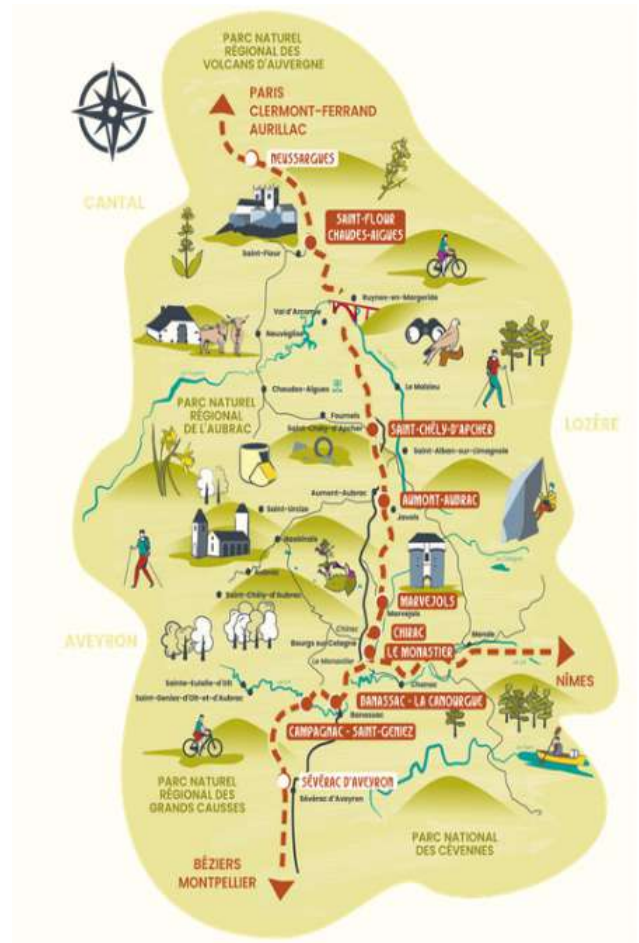 PARC NATUREL
RÉGIONAL DES
VOLCANS D'AUVERGNE
PARIS
CLERMONT-FERRAND
AURILLAC
NEUSSARGUES
CANTAL
SAINT-FLOUR
CHAUDES-AIGUES
Saint-Flour
Ruynes-en-Margeride
Val d'Arcomie
Neuvéglise
Chaudes-Aigues
Le Malzieu
PARC NATUREL
RÉGIONAL
DE L'AUBRAC
Fournels
Saint-Chély-d'Apcher
SAINT-CHÉLY-D'APCHER
LOZÈRE
Saint-Alban-sur-Limagnole
Aumont-Aubrac
AUMONT-AUBRAC
Saint-Urcize
Javols
Nasbinals
Aubrac
Saint-Chély-d'Aubrac
MARVEJOLS
Marvejols
AVEYRON
Chirac
CHIRAC
Bourgs sur Colagne
LE MONASTIER
Mende
Le Monastier
NÎMES
Sainte-Eulalie-d'Olt
Chanac
Saint-Geniez-d'Olt-et-d'Aubrac
BANASSAC - LA CANOURGUE
Banassac
CAMPAGNAC - SAINT-GENIEZ
PARC NATUREL
RÉGIONAL DES
GRANDS CAUSSES
SÉVÉRAC D'AVEYRON
Sévérac d'Aveyron
PARC NATIONAL
DES CÉVENNES
BÉZIERS
MONTPELLIER